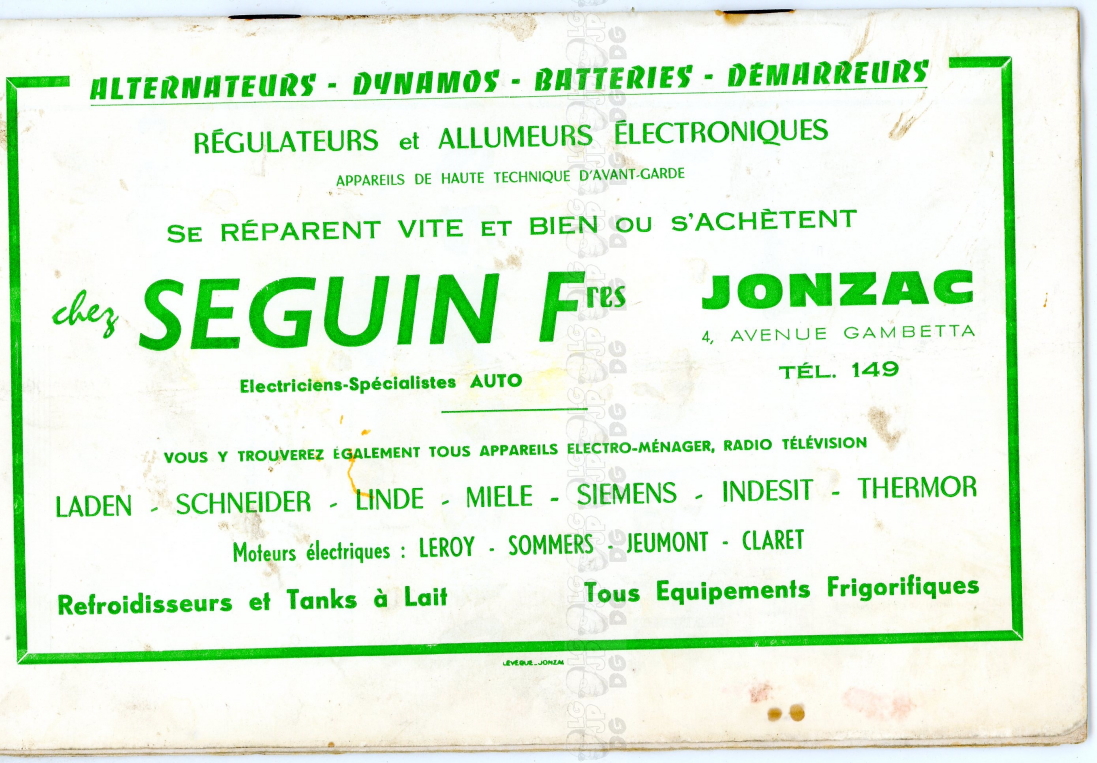 ALTERNATEURS - DYNAMOS - BATTERIES - DÉMARREURS
RÉGULATEURS et ALLUMEURS ÉLECTRONIQUES
APPAREILS DE HAUTE TECHNIQUE D'AVANT-GARDE
SE RÉPARENT VITE ET BIEN OU S'ACHÈTENT
chez SEGUIN Fres JONZAC
4, AVENUE GAMBETTA
TÉL. 149
Electriciens-Spécialistes AUTO
VOUS Y TROUVEREZ ÉGALEMENT TOUS APPAREILS ELECTRO-MÉNAGER, RADIO TÉLÉVISION
LADEN - SCHNEIDER - LINDE - MIELE - SIEMENS - INDESIT - THERMOR
Moteurs électriques : LEROY - SOMMERS - JEUMONT - CLARET
Refroidisseurs et Tanks à Lait Tous Equipements Frigorifiques
LÉVÊQUE_JONZAC